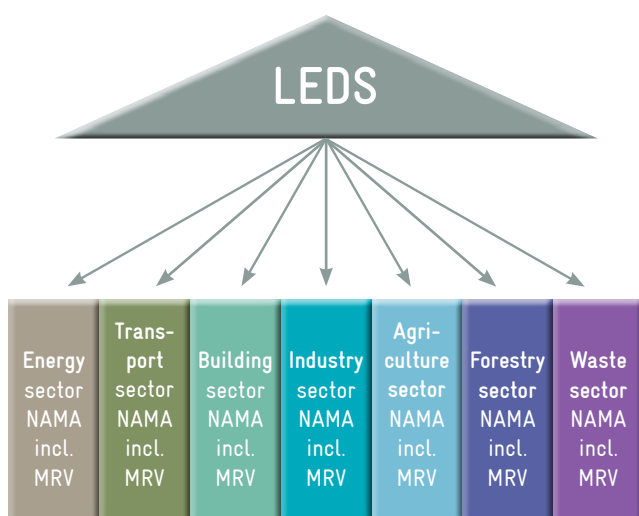 LEDS
Energy
sector
NAMA
incl.
MRV
Trans-
port
sector
NAMA
incl.
MRV
Building
sector
NAMA
incl.
MRV
Industry
sector
NAMA
incl.
MRV
Agri-
culture
sector
NAMA
incl.
MRV
Forestry
sector
NAMA
incl.
MRV
Waste
sector
NAMA
incl.
MRV